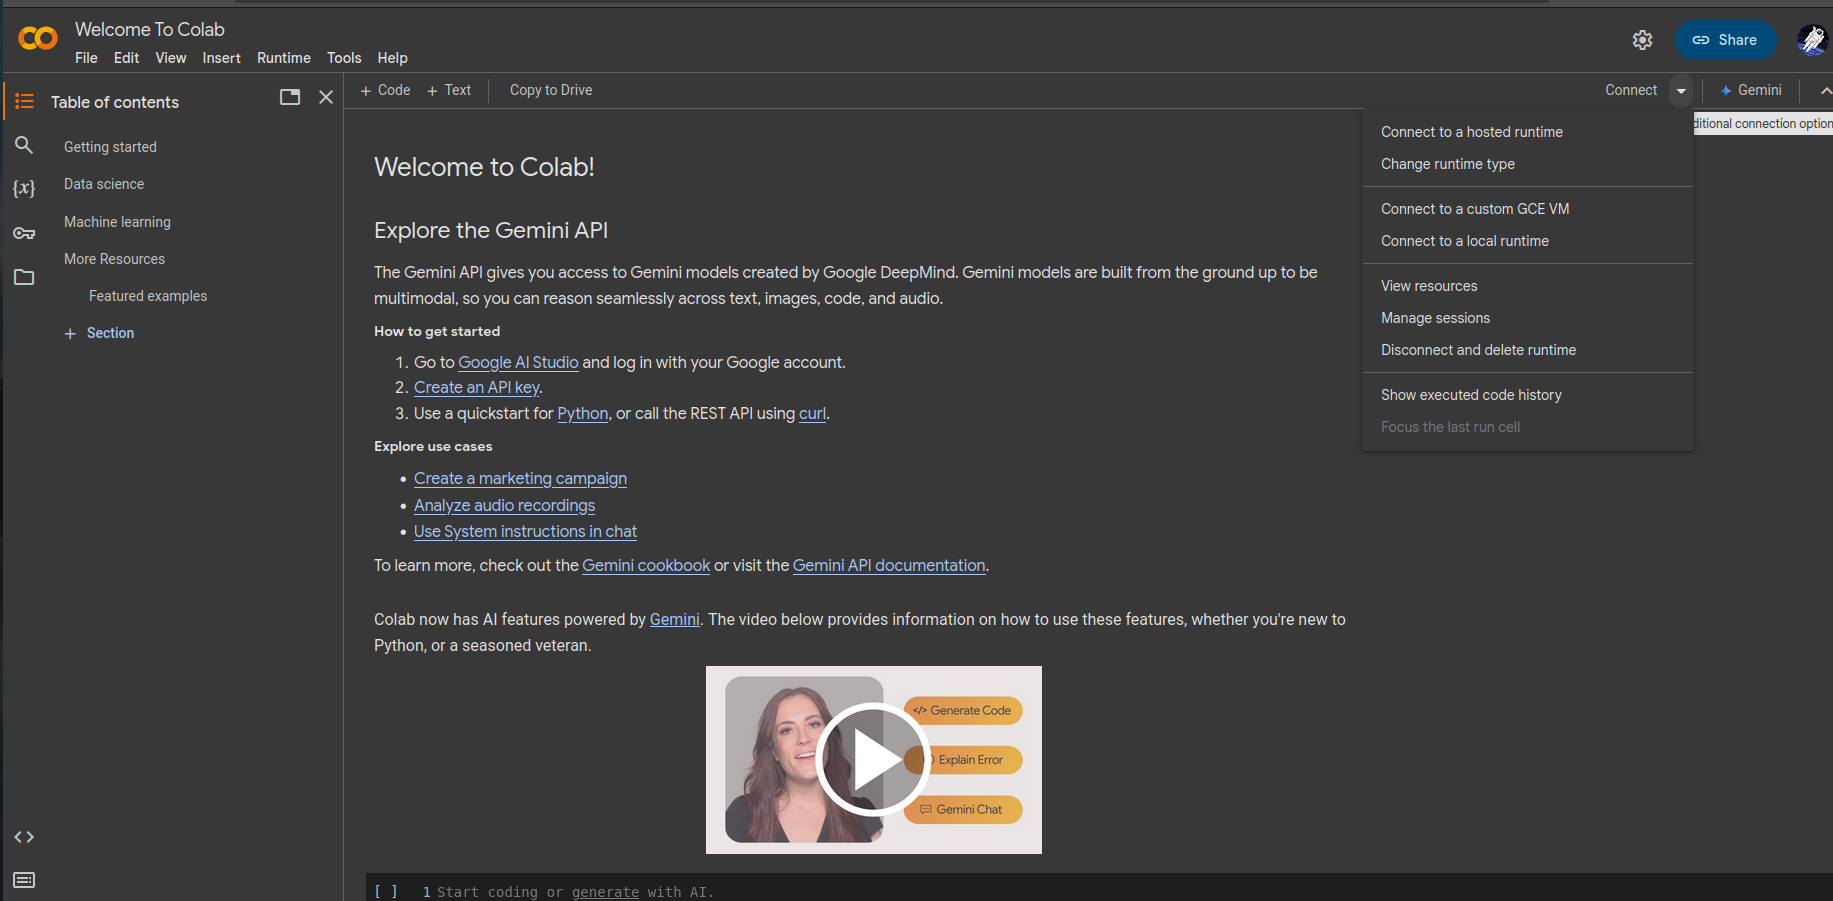 Welcome To Colab
File Edit View Insert Runtime Tools Help
Share
Table of contents
Getting started
Data science
Machine learning
More Resources
Featured examples
+ Section
+ Code + Text Copy to Drive
Connect
Gemini
ditional connection option
Connect to a hosted runtime
Change runtime type
Connect to a custom GCE VM
Connect to a local runtime
View resources
Manage sessions
Disconnect and delete runtime
Show executed code history
Focus the last run cell
Welcome to Colab!
Explore the Gemini API
The Gemini API gives you access to Gemini models created by Google DeepMind. Gemini models are built from the ground up to be
multimodal, so you can reason seamlessly across text, images, code, and audio.
How to get started
1. Go to Google AI Studio and log in with your Google account.
2. Create an API key.
3. Use a quickstart for Python, or call the REST API using curl.
Explore use cases
• Create a marketing campaign
• Analyze audio recordings
• Use System instructions in chat
To learn more, check out the Gemini cookbook or visit the Gemini API documentation.
Colab now has AI features powered by Gemini. The video below provides information on how to use these features, whether you're new to
Python, or a seasoned veteran.
</> Generate Code
Explain Error
Gemini Chat
[ ] 1 Start coding or generate with AI.